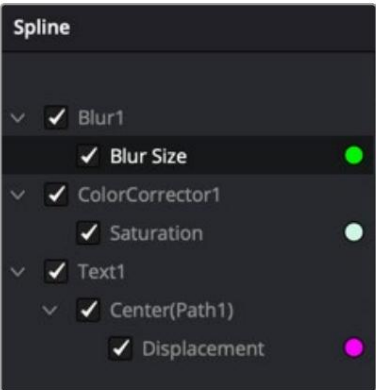 Spline
Blur1
Blur Size
ColorCorrector1
Saturation
Text1
Center(Path1)
Displacement